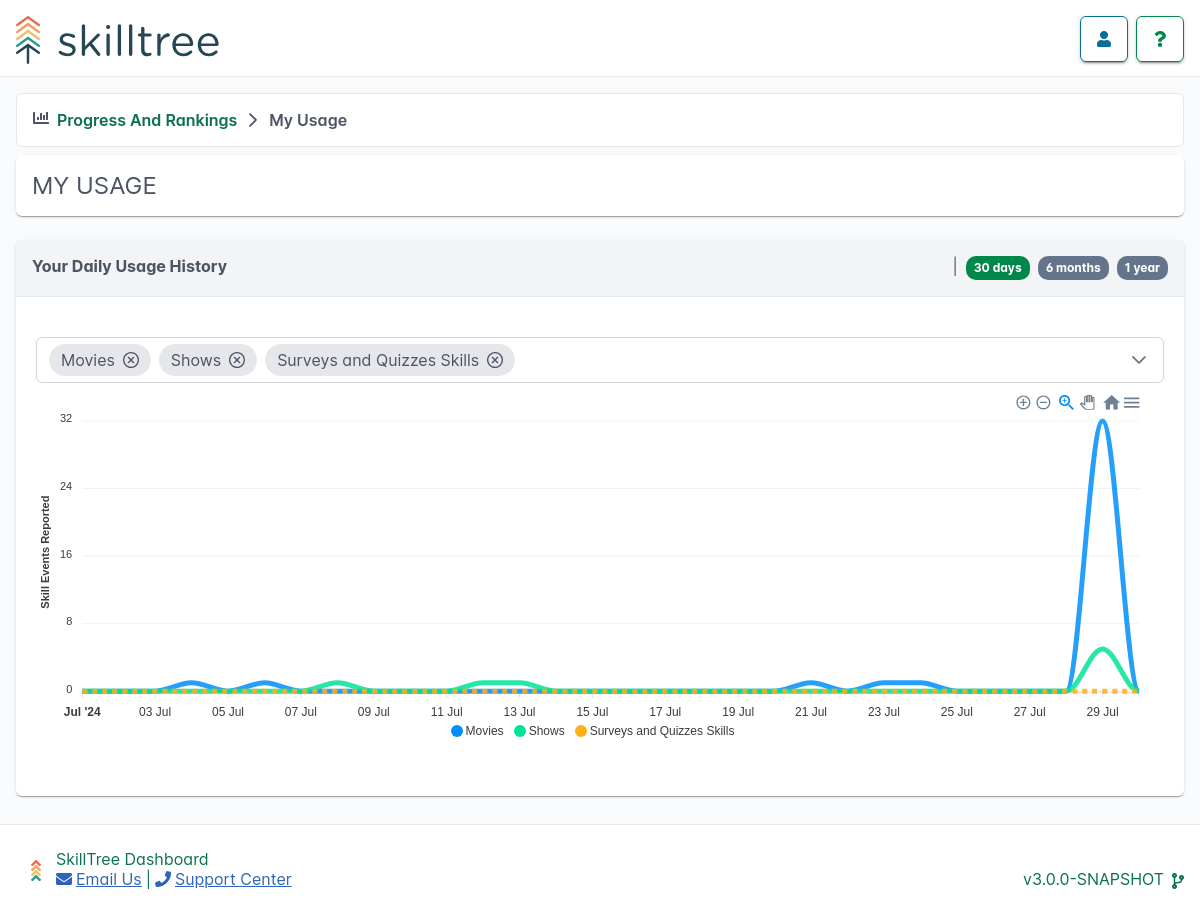 skilltree
?
Progress And Rankings > My Usage
MY USAGE
Your Daily Usage History | 30 days 6 months 1 year
Movies Shows Surveys and Quizzes Skills
32
24
16
8
0
Skill Events Reported
Jul '24 03 Jul 05 Jul 07 Jul 09 Jul 11 Jul 13 Jul 15 Jul 17 Jul 19 Jul 21 Jul 23 Jul 25 Jul 27 Jul 29 Jul
Movies Shows Surveys and Quizzes Skills
SkillTree Dashboard
Email Us | Support Center
v3.0.0-SNAPSHOT